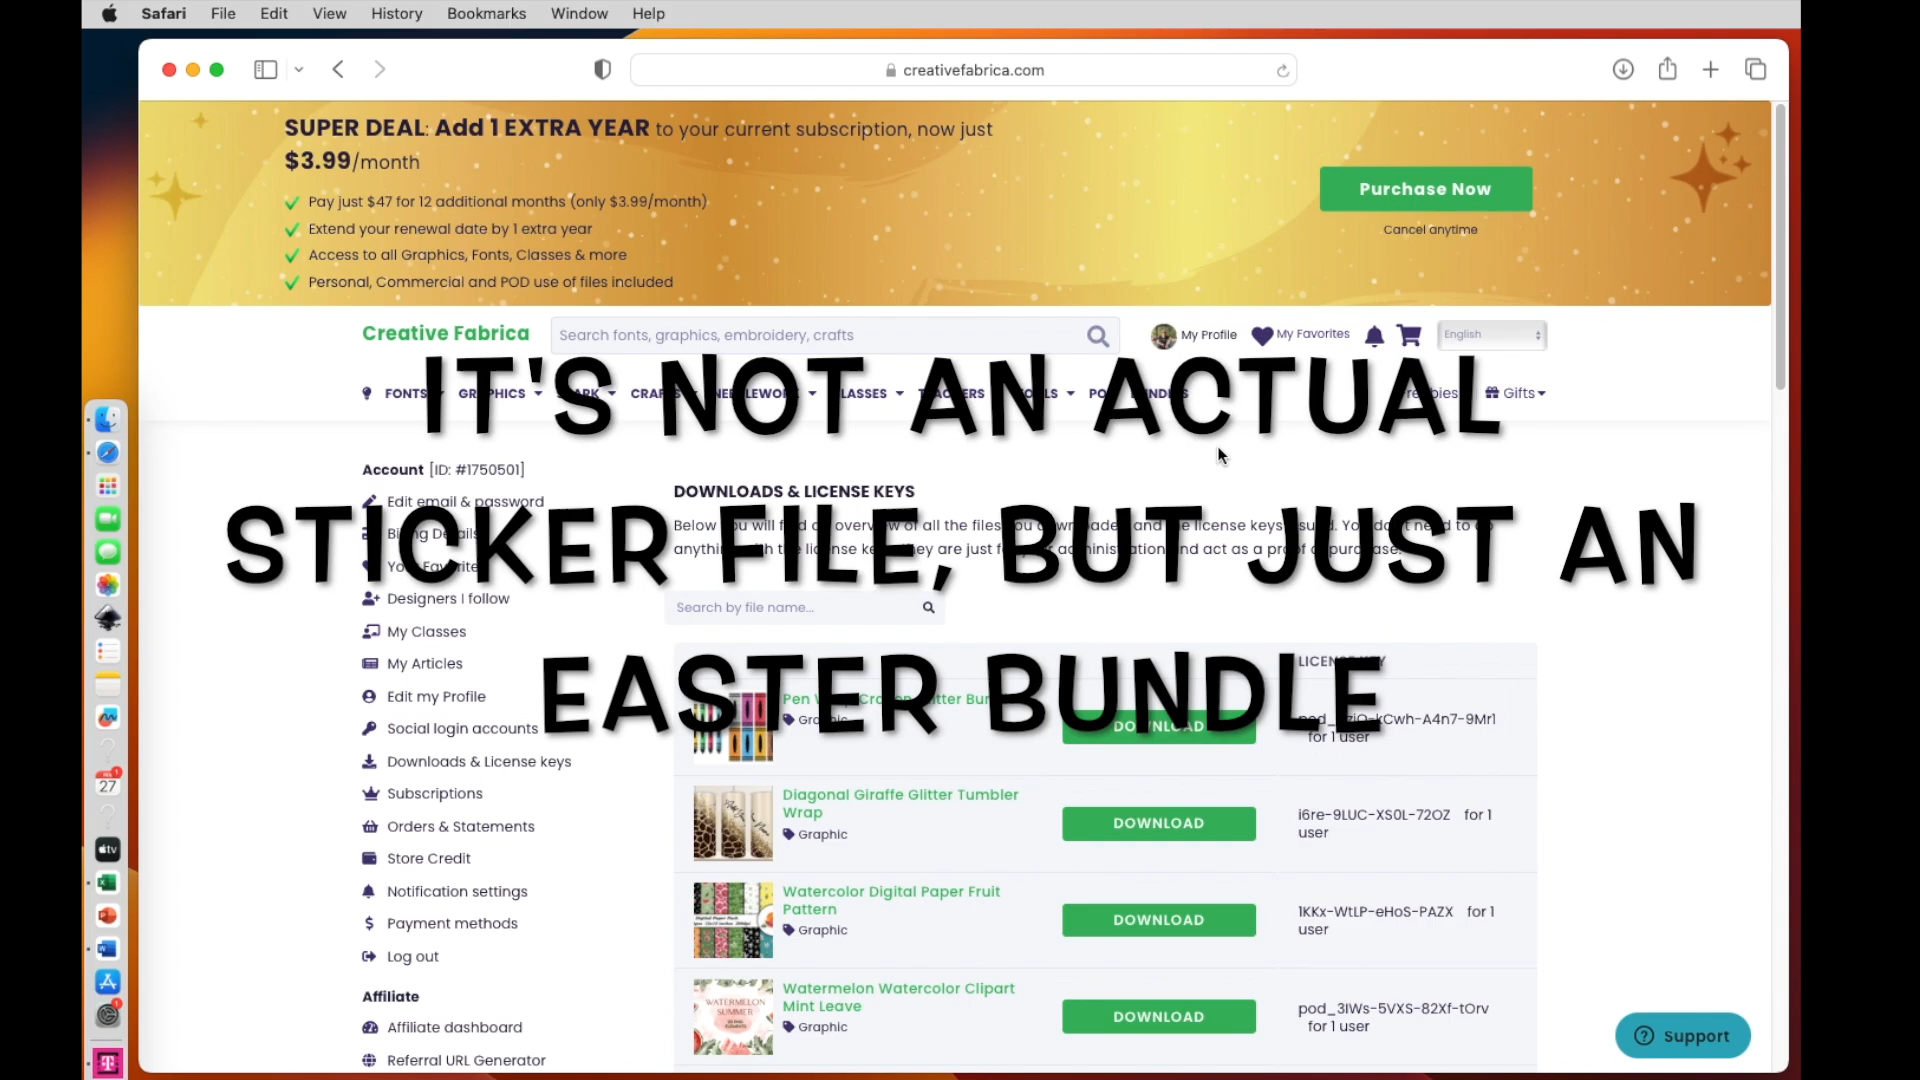 Safari File Edit View History Bookmarks Window Help
creativefabrica.com
SUPER DEAL: Add 1 EXTRA YEAR to your current subscription, now just
$3.99/month
Pay just $47 for 12 additional months (only $3.99/month)
Extend your renewal date by 1 extra year
Access to all Graphics, Fonts, Classes & more
Personal, Commercial and POD use of files included
Purchase Now
Cancel anytime
Creative Fabrica
Search fonts, graphics, embroidery, crafts
My Profile
My Favorites
English
FONTS
Gifts
IT'S NOT AN ACTUAL
STICKER FILE, BUT JUST AN
EASTER BUNDLE
Account [ID: #1750501]
Edit email & password
Designers I follow
My Classes
My Articles
Edit my Profile
Social login accounts
Downloads & License keys
Subscriptions
Orders & Statements
Store Credit
Notification settings
Payment methods
Log out
Affiliate
Affiliate dashboard
Referral URL Generator
DOWNLOADS & LICENSE KEYS
Search by file name...
LICENSE KEY
DOWNLOAD
for 1 user
Diagonal Giraffe Glitter Tumbler
Wrap
Graphic
DOWNLOAD
i6re-9LUC-XS0L-72OZ for 1
user
Watercolor Digital Paper Fruit
Pattern
Graphic
DOWNLOAD
1KKx-WtLP-eHoS-PAZX for 1
user
WATERMELON
SUMMER
Watermelon Watercolor Clipart
Mint Leave
Graphic
DOWNLOAD
pod_3IWs-5VXS-82Xf-tOrv
for 1 user
Support
27
tv